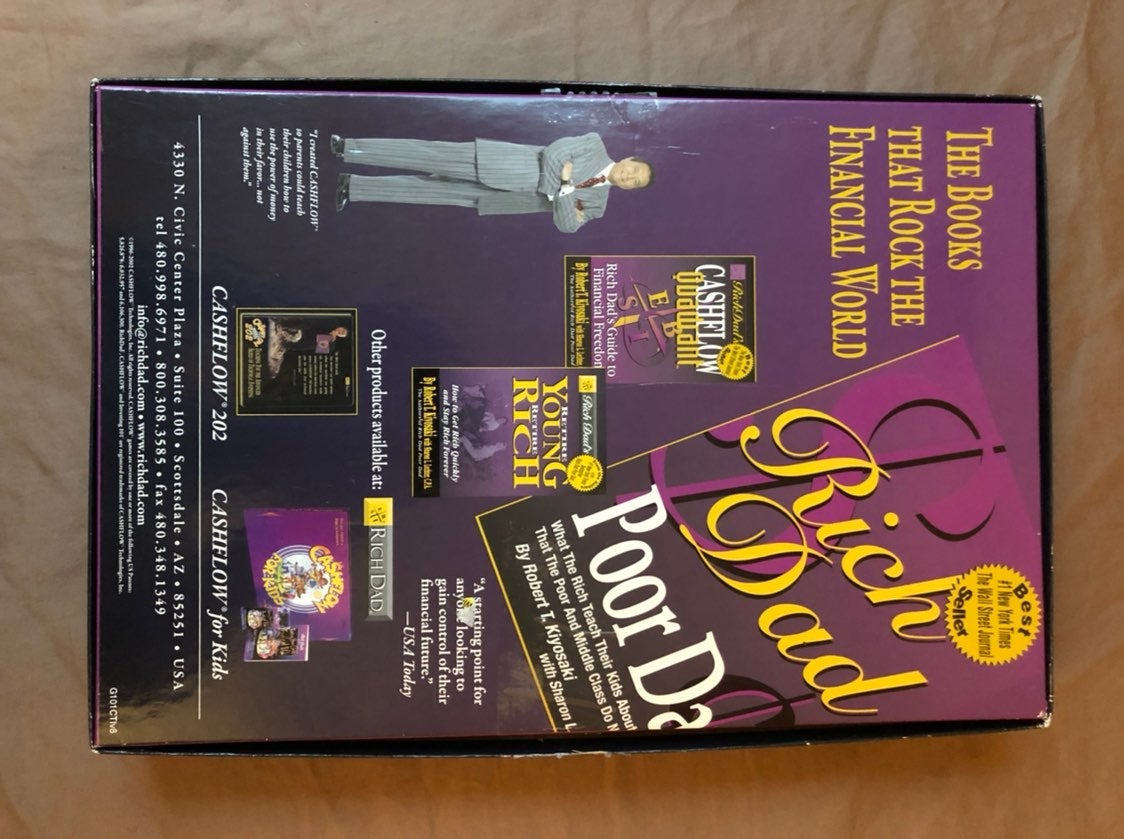 THE BOOKS
THAT ROCK THE
FINANCIAL WORLD
Best
#1 New York Times
The Wall Street Journal
Seller
Rich
Dad
Poor Da
What The Rich Teach Their Kids Abou
That The Poor And Middle Class Do N
By Robert T. Kiyosaki
with Sharon L
Rich Dad's
CASHFLOW
Quadrant
E B
S I
Rich Dad's Guide to
Financial Freedom
By Robert T. Kiyosaki with Sharon L. Lechter
Rich Dad's
RETIRE
YOUNG
RETIRE
RICH
How to Get Rich Quickly
and Stay Rich Forever
By Robert T. Kiyosaki with Sharon L. Lechter, C.P.A.
"I created CASHFLOW®
so parents could teach
their children how to
use the power of money
in their favor... not
against them."
"A starting point for
anyone looking to
gain control of their
financial future."
—USA Today
Other products available at:
RICH DAD™
CASHFLOW® 202
CASHFLOW® for Kids
4330 N. Civic Center Plaza • Suite 100 • Scottsdale • AZ • 85251 • USA
tel 480.998.6971 • 800.308.3585 • fax 480.348.1349
info@richdad.com • www.richdad.com
G101CTIv8